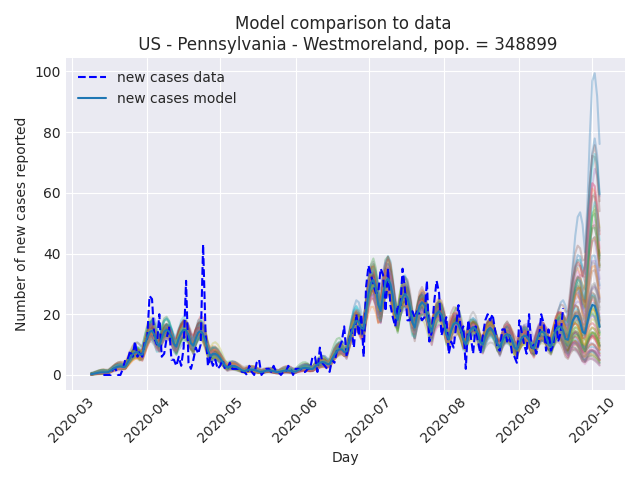 Model comparison to data
US - Pennsylvania - Westmoreland, pop. = 348899
new cases data
new cases model
Number of new cases reported
100
80
60
40
20
0
2020-03
2020-04
2020-05
2020-06
2020-07
2020-08
2020-09
2020-10
Day